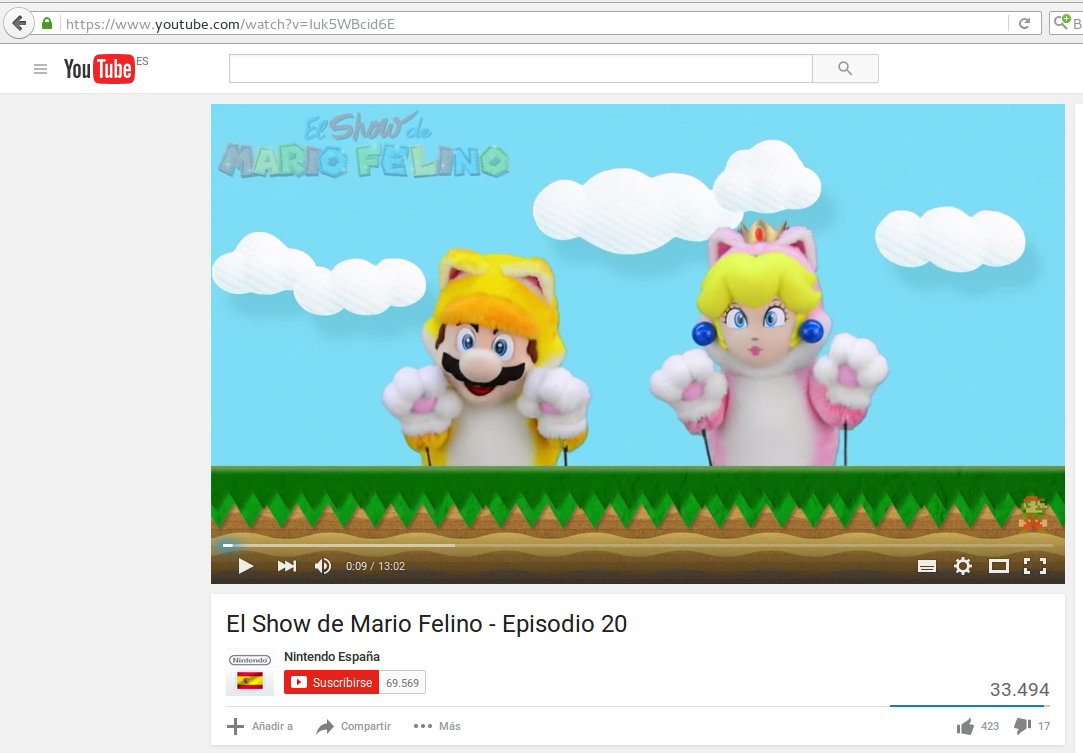 https://www.youtube.com/watch?v=Iuk5WBcid6E
B
YouTube ES
El Show de
MARIO FELINO
0:09 / 13:02
El Show de Mario Felino - Episodio 20
Nintendo
Nintendo España
Suscribirse 69.569
33.494
Añadir a Compartir Más 423 17